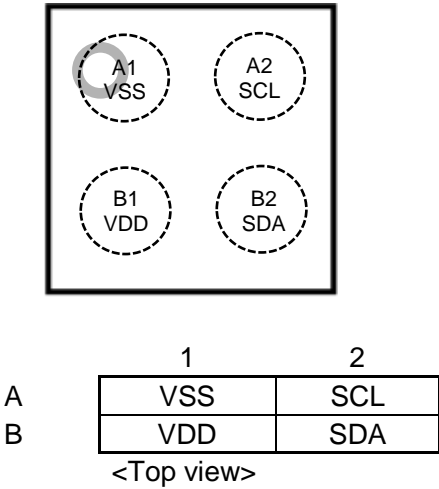 A1 A2
VSS SCL
B1 B2
VDD SDA
1 2
A VSS SCL
B VDD SDA
<Top view>